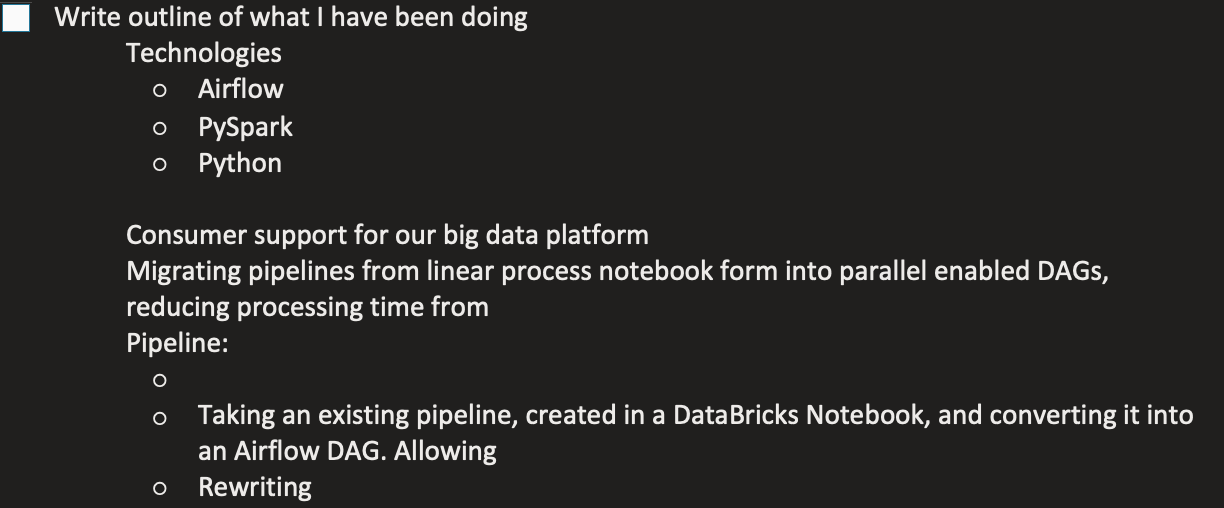 Write outline of what I have been doing
Technologies
Airflow
PySpark
Python
Consumer support for our big data platform
Migrating pipelines from linear process notebook form into parallel enabled DAGs,
reducing processing time from
Pipeline:
Taking an existing pipeline, created in a DataBricks Notebook, and converting it into
an Airflow DAG. Allowing
Rewriting